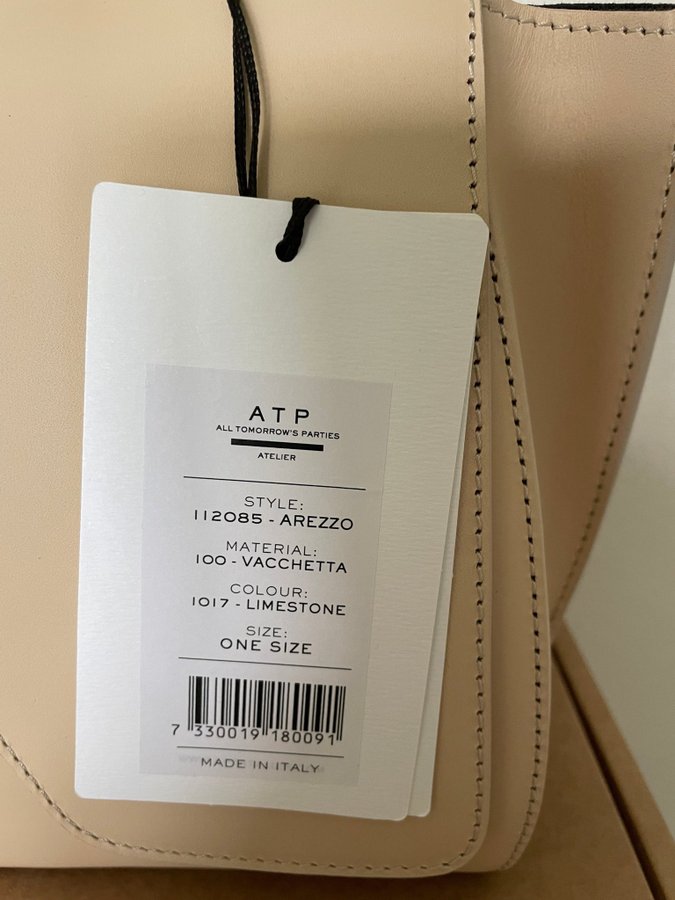 ATP
ALL TOMORROW'S PARTIES
ATELIER
STYLE:
112085 - AREZZO
MATERIAL:
100 - VACCHETTA
COLOUR:
1017 - LIMESTONE
SIZE:
ONE SIZE
7 330019 180091
MADE IN ITALY